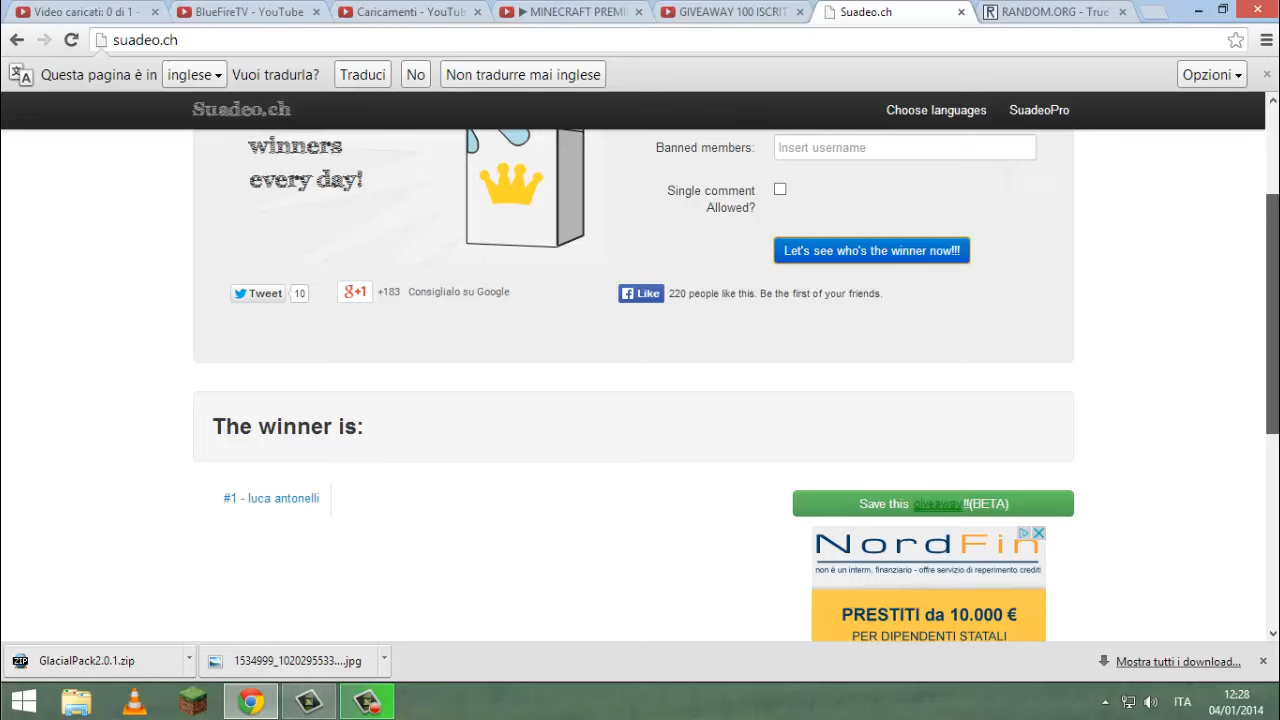 Video caricati: 0 di 1 -
BlueFireTV - YouTube
Caricamenti - YouTube
▶ MINECRAFT PREMI
GIVEAWAY 100 ISCRIT
Suadeo.ch
RANDOM.ORG - True
suadeo.ch
Questa pagina è in inglese Vuoi tradurla? Traduci No Non tradurre mai inglese Opzioni
Suadeo.ch Choose languages SuadeoPro
winners
every day!
Banned members: Insert username
Single comment
Allowed?
Let's see who's the winner now!!!
Tweet 10 g+1 +183 Consiglialo su Google Like 220 people like this. Be the first of your friends.
The winner is:
#1 - luca antonelli
Save this giveaway!!(BETA)
NordFin
non è un interm. finanziario - offre servizio di reperimento crediti
PRESTITI da 10.000 €
PER DIPENDENTI STATALI
ZIP GlacialPack2.0.1.zip 1534999_1020295533....jpg Mostra tutti i download...
ITA
12:28
04/01/2014